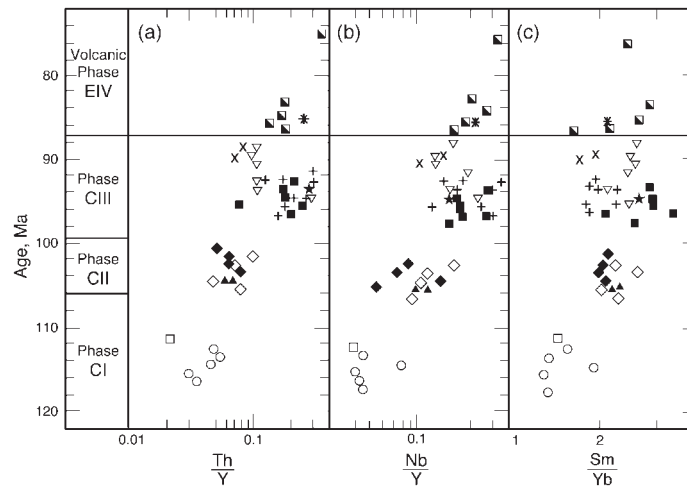 (a) (b) (c)
Volcanic
Phase
EIV
80
90
Phase
CIII
Age, Ma
100
Phase
CII
110
Phase
CI
120
0.01 0.1 0.1 1 2
Th
Y
Nb
Y
Sm
Yb